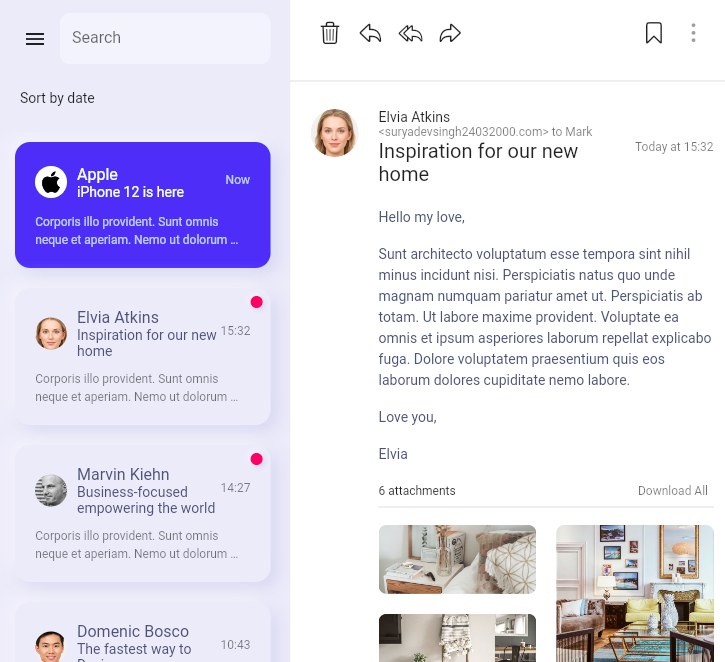 Search
Sort by date
Apple
iPhone 12 is here
Now
Corporis illo provident. Sunt omnis
neque et aperiam. Nemo ut dolorum ...
Elvia Atkins
Inspiration for our new
home
15:32
Corporis illo provident. Sunt omnis
neque et aperiam. Nemo ut dolorum ...
Marvin Kiehn
Business-focused
empowering the world
14:27
Corporis illo provident. Sunt omnis
neque et aperiam. Nemo ut dolorum ...
Domenic Bosco
The fastest way to
10:43
Elvia Atkins
<suryadevsingh24032000.com> to Mark
Inspiration for our new
home
Today at 15:32
Hello my love,
Sunt architecto voluptatum esse tempora sint nihil
minus incidunt nisi. Perspiciatis natus quo unde
magnam numquam pariatur amet ut. Perspiciatis ab
totam. Ut labore maxime provident. Voluptate ea
omnis et ipsum asperiores laborum repellat explicabo
fuga. Dolore voluptatem praesentium quis eos
laborum dolores cupiditate nemo labore.
Love you,
Elvia
6 attachments
Download All